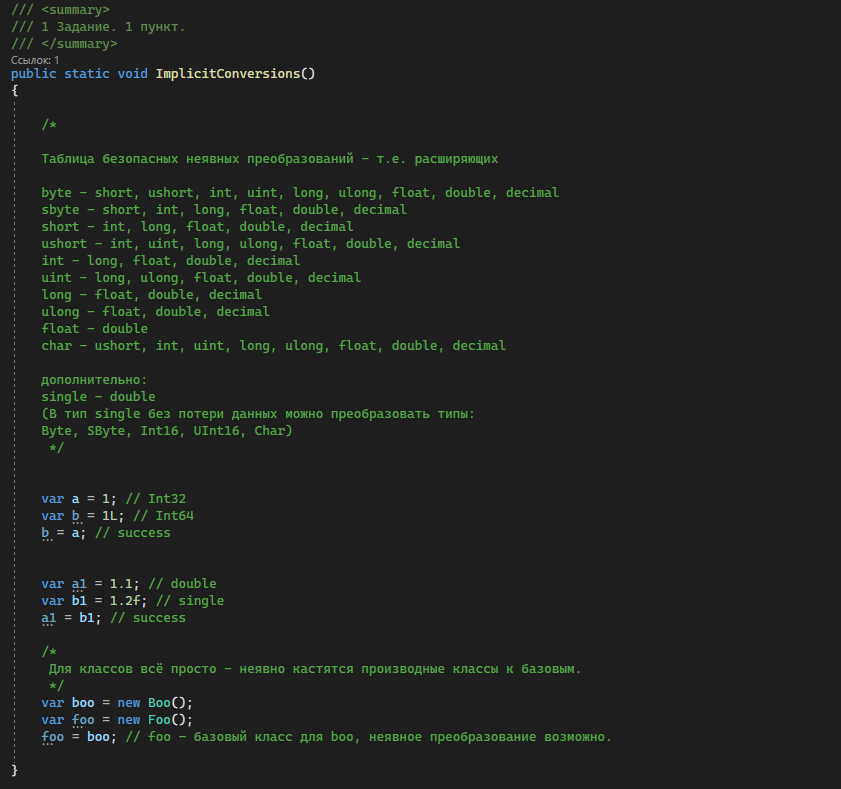 /// <summary>
/// 1 Задание. 1 пункт.
/// </summary>
Ссылок: 1
public static void ImplicitConversions()
{
/*
Таблица безопасных неявных преобразований – т.е. расширяющих
byte – short, ushort, int, uint, long, ulong, float, double, decimal
sbyte – short, int, long, float, double, decimal
short – int, long, float, double, decimal
ushort – int, uint, long, ulong, float, double, decimal
int – long, float, double, decimal
uint – long, ulong, float, double, decimal
long – float, double, decimal
ulong – float, double, decimal
float – double
char – ushort, int, uint, long, ulong, float, double, decimal
дополнительно:
single – double
(В тип single без потери данных можно преобразовать типы:
Byte, SByte, Int16, UInt16, Char)
*/
var a = 1; // Int32
var b = 1L; // Int64
b = a; // success
var a1 = 1.1; // double
var b1 = 1.2f; // single
a1 = b1; // success
/*
Для классов всё просто – неявно кастятся производные классы к базовым.
*/
var boo = new Boo();
var foo = new Foo();
foo = boo; // foo – базовый класс для boo, неявное преобразование возможно.
}